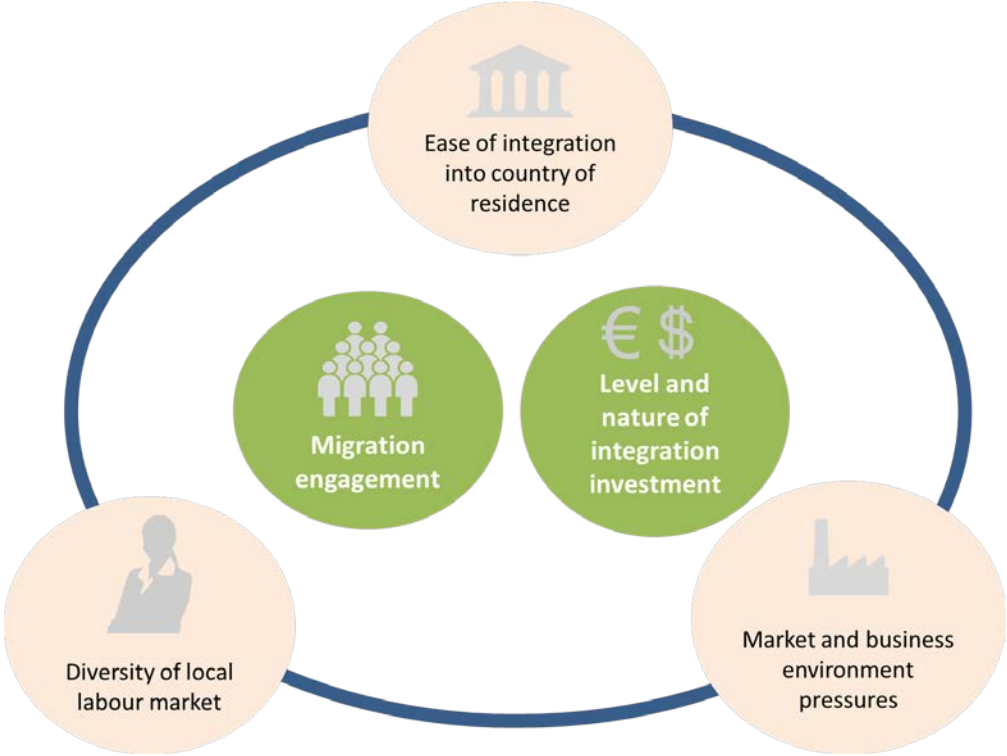 Ease of integration
into country of
residence
€ $
Level and
nature of
integration
investment
Migration
engagement
Diversity of local
labour market
Market and business
environment
pressures